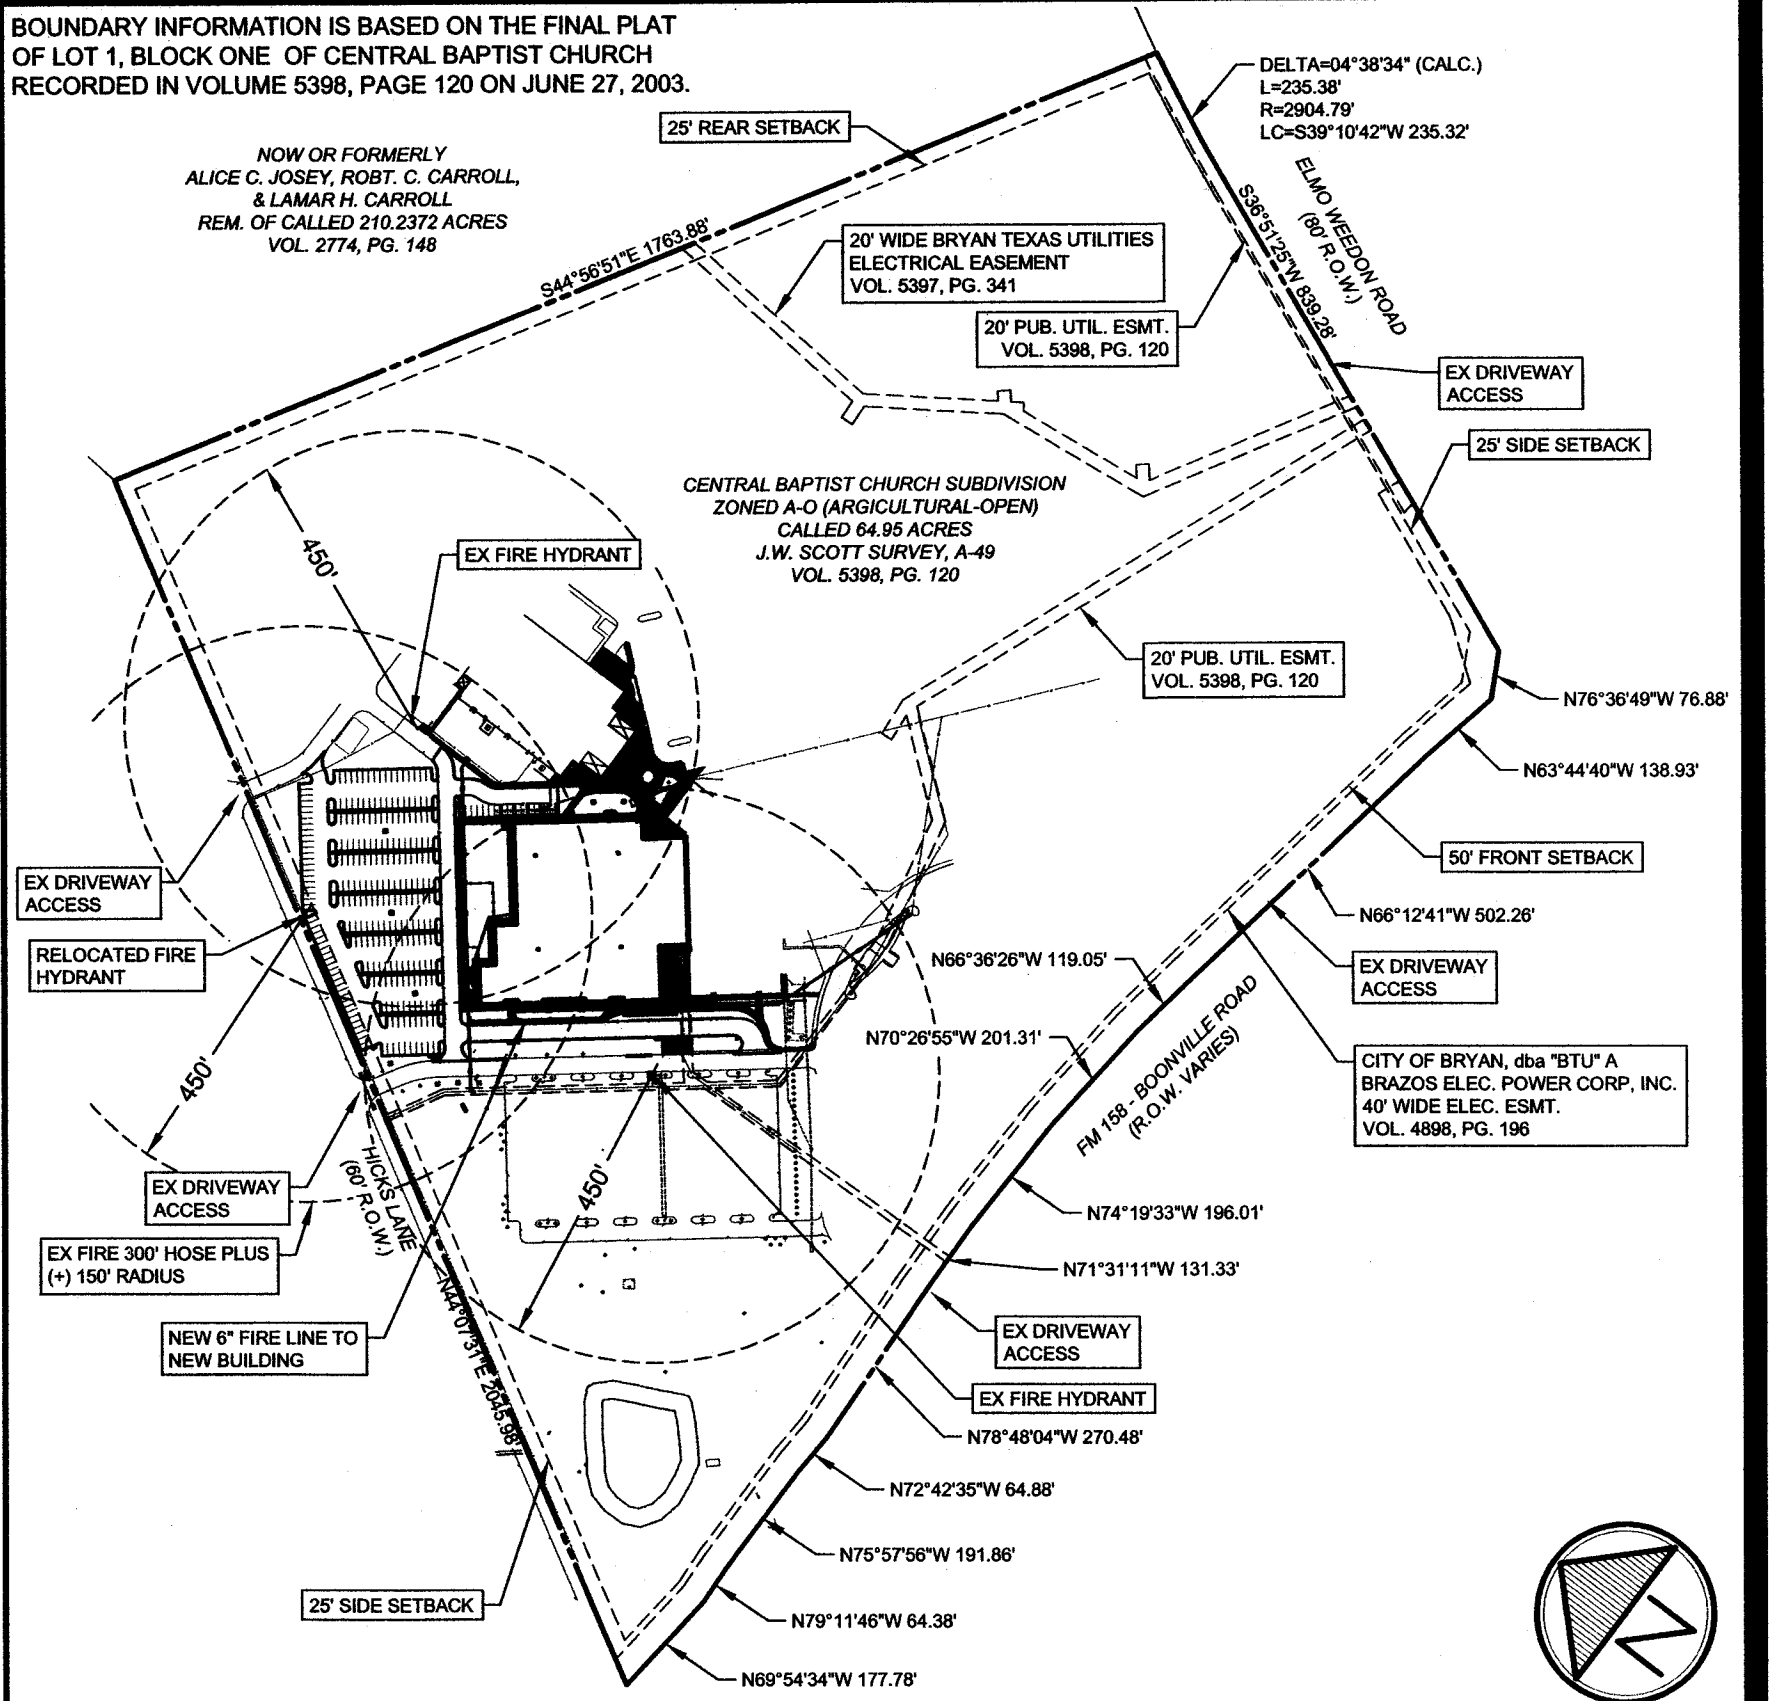 BOUNDARY INFORMATION IS BASED ON THE FINAL PLAT
OF LOT 1, BLOCK ONE OF CENTRAL BAPTIST CHURCH
RECORDED IN VOLUME 5398, PAGE 120 ON JUNE 27, 2003.
DELTA=04°38'34" (CALC.)
L=235.38'
R=2904.79'
LC=S39°10'42"W 235.32'
25' REAR SETBACK
NOW OR FORMERLY
ALICE C. JOSEY, ROBT. C. CARROLL,
& LAMAR H. CARROLL
REM. OF CALLED 210.2372 ACRES
VOL. 2774, PG. 148
S44°56'51"E 1763.88'
20' WIDE BRYAN TEXAS UTILITIES
ELECTRICAL EASEMENT
VOL. 5397, PG. 341
20' PUB. UTIL. ESMT.
VOL. 5398, PG. 120
S36°51'25"W 839.28'
ELMO WEEDON ROAD
(80' R.O.W.)
EX DRIVEWAY
ACCESS
25' SIDE SETBACK
CENTRAL BAPTIST CHURCH SUBDIVISION
ZONED A-O (ARGICULTURAL-OPEN)
CALLED 64.95 ACRES
J.W. SCOTT SURVEY, A-49
VOL. 5398, PG. 120
450'
EX FIRE HYDRANT
20' PUB. UTIL. ESMT.
VOL. 5398, PG. 120
N76°36'49"W 76.88'
N63°44'40"W 138.93'
50' FRONT SETBACK
EX DRIVEWAY
ACCESS
N66°12'41"W 502.26'
RELOCATED FIRE
HYDRANT
N66°36'26"W 119.05'
EX DRIVEWAY
ACCESS
N70°26'55"W 201.31'
FM 158 - BOONVILLE ROAD
(R.O.W. VARIES)
CITY OF BRYAN, dba "BTU" A
BRAZOS ELEC. POWER CORP, INC.
40' WIDE ELEC. ESMT.
VOL. 4898, PG. 196
450'
450'
EX DRIVEWAY
ACCESS
HICKS LANE
(60' R.O.W.)
N74°19'33"W 196.01'
EX FIRE 300' HOSE PLUS
(+) 150' RADIUS
N71°31'11"W 131.33'
N44°07'31"E 2045.98'
NEW 6" FIRE LINE TO
NEW BUILDING
EX DRIVEWAY
ACCESS
EX FIRE HYDRANT
N78°48'04"W 270.48'
N72°42'35"W 64.88'
N75°57'56"W 191.86'
25' SIDE SETBACK
N79°11'46"W 64.38'
N69°54'34"W 177.78'
N